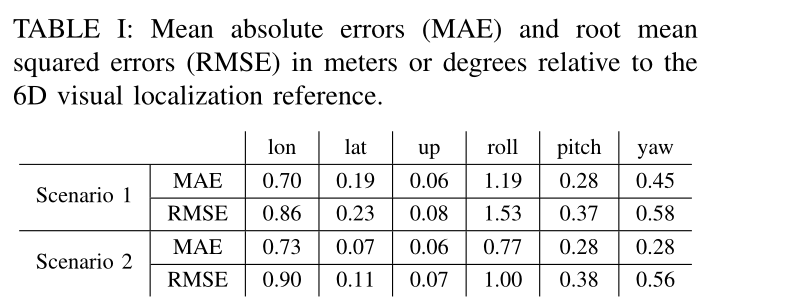 TABLE I: Mean absolute errors (MAE) and root mean
squared errors (RMSE) in meters or degrees relative to the
6D visual localization reference.
lon lat up roll pitch yaw
Scenario 1 MAE 0.70 0.19 0.06 1.19 0.28 0.45
RMSE 0.86 0.23 0.08 1.53 0.37 0.58
Scenario 2 MAE 0.73 0.07 0.06 0.77 0.28 0.28
RMSE 0.90 0.11 0.07 1.00 0.38 0.56